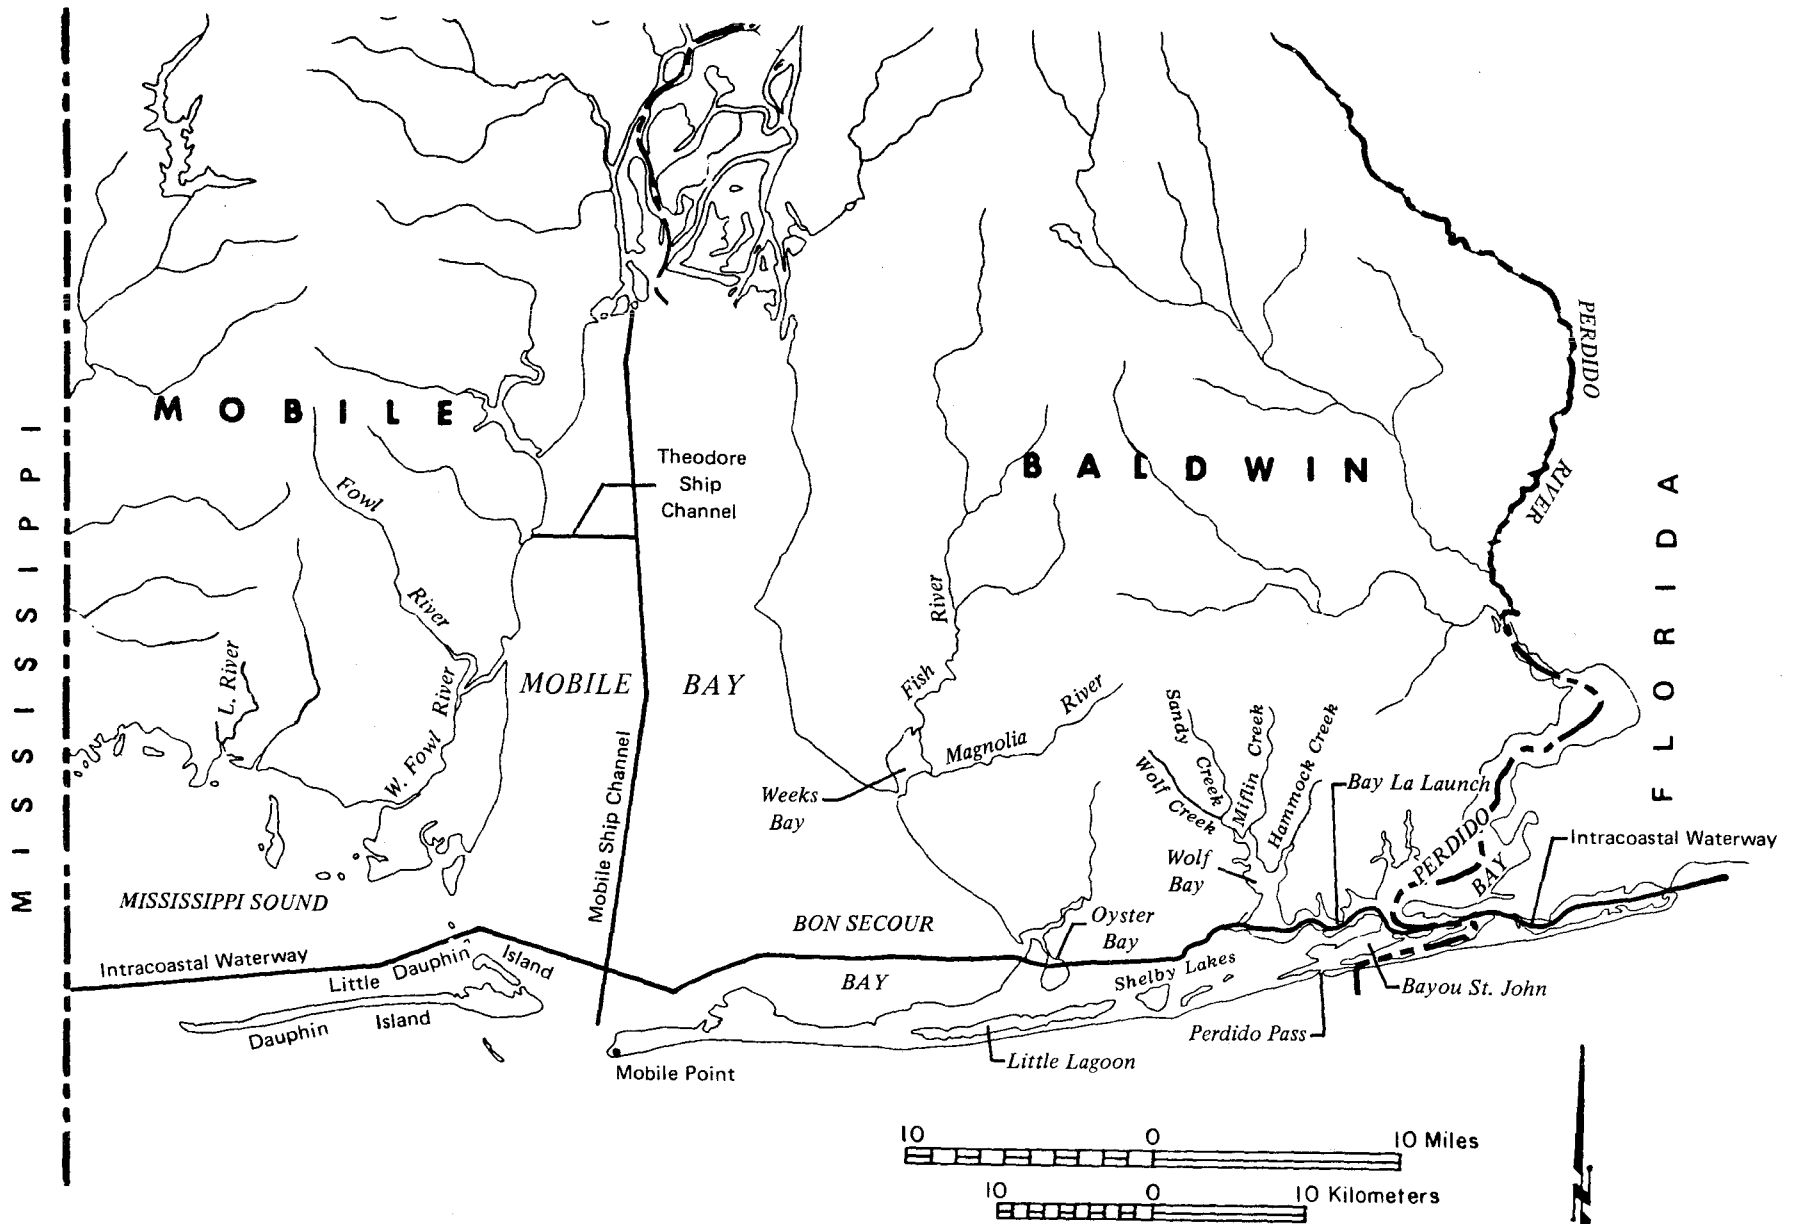 MISSISSIPPI
MOBILE
BALDWIN
FLORIDA
PERDIDO
RIVER
Theodore
Ship
Channel
Fowl
River
L. River
W. Fowl River
MOBILE BAY
Mobile Ship Channel
Fish River
Magnolia River
Weeks
Bay
Sandy Creek
Wolf Creek
Miflin Creek
Hammock Creek
Wolf
Bay
Bay La Launch
PERDIDO
BAY
Intracoastal Waterway
MISSISSIPPI SOUND
Intracoastal Waterway
Little Dauphin Island
Dauphin Island
BON SECOUR
BAY
Oyster
Bay
Shelby Lakes
Bayou St. John
Perdido Pass
Little Lagoon
Mobile Point
10 0 10 Miles
10 0 10 Kilometers
N